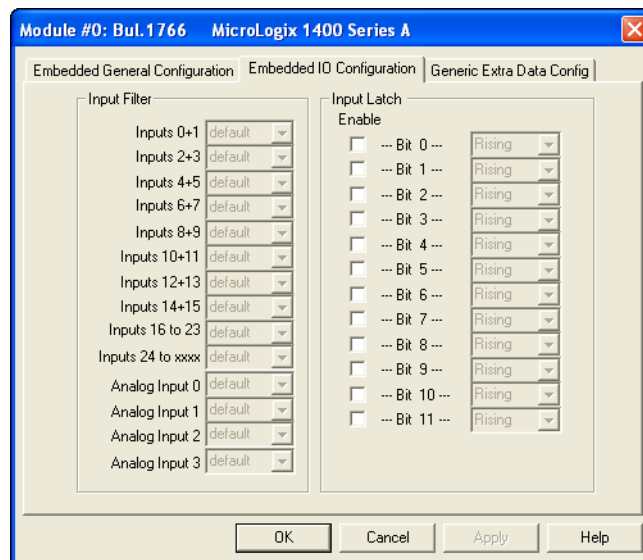 Module #0: Bul.1766 MicroLogix 1400 Series A
Embedded General Configuration Embedded IO Configuration Generic Extra Data Config
Input Filter
Inputs 0+1 default
Inputs 2+3 default
Inputs 4+5 default
Inputs 6+7 default
Inputs 8+9 default
Inputs 10+11 default
Inputs 12+13 default
Inputs 14+15 default
Inputs 16 to 23 default
Inputs 24 to xxxx default
Analog Input 0 default
Analog Input 1 default
Analog Input 2 default
Analog Input 3 default
Input Latch
Enable
--- Bit 0 --- Rising
--- Bit 1 --- Rising
--- Bit 2 --- Rising
--- Bit 3 --- Rising
--- Bit 4 --- Rising
--- Bit 5 --- Rising
--- Bit 6 --- Rising
--- Bit 7 --- Rising
--- Bit 8 --- Rising
--- Bit 9 --- Rising
--- Bit 10 --- Rising
--- Bit 11 --- Rising
OK Cancel Apply Help